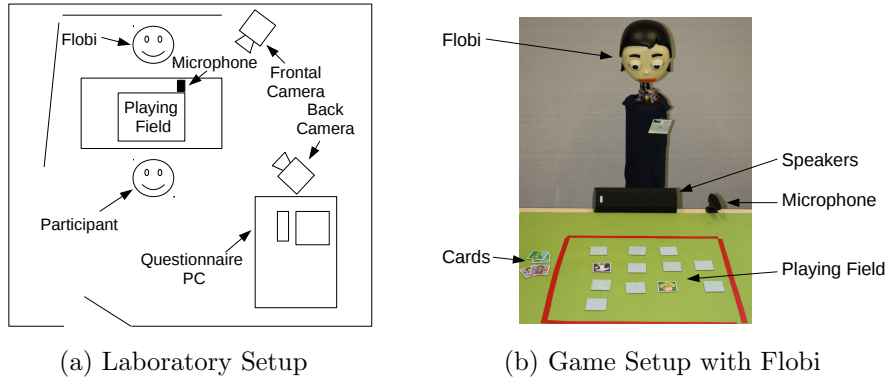 Flobi
Microphone
Frontal
Camera
Back
Camera
Playing
Field
Participant
Questionnaire
PC
(a) Laboratory Setup
Flobi
Speakers
Microphone
Cards
Playing Field
(b) Game Setup with Flobi